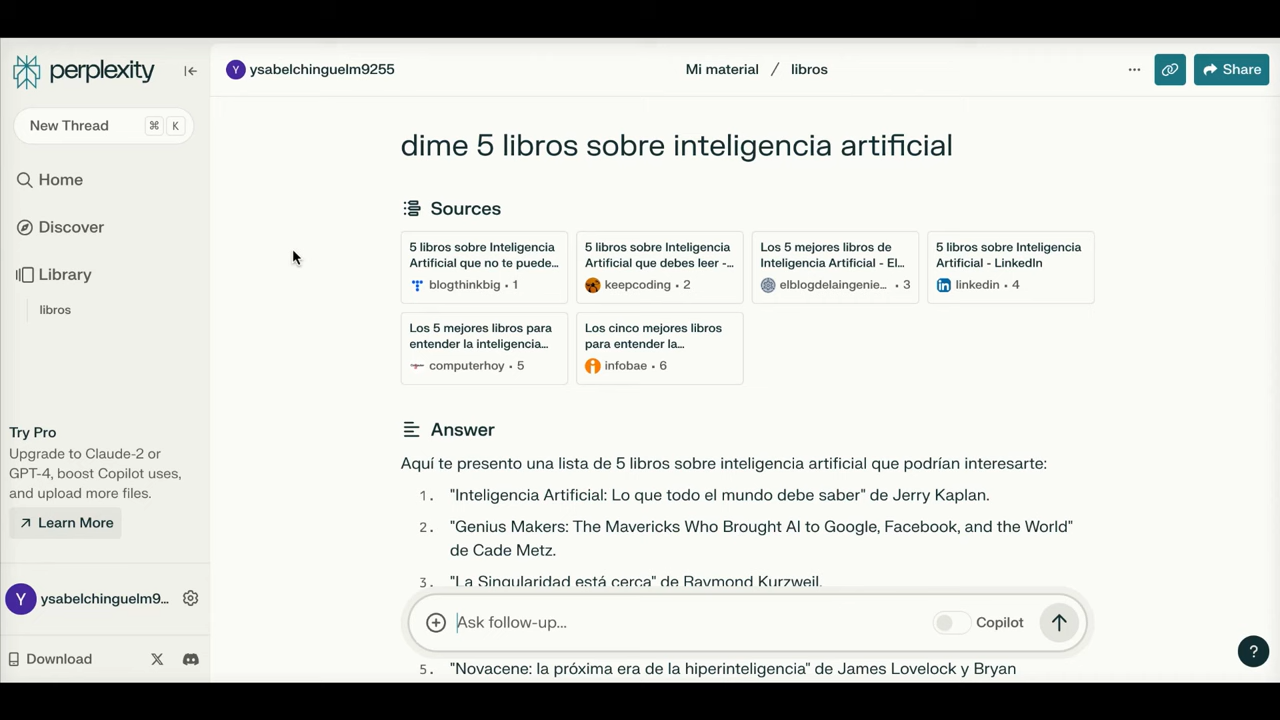 perplexity
New Thread ⌘ K
Home
Discover
Library
libros
Try Pro
Upgrade to Claude-2 or
GPT-4, boost Copilot uses,
and upload more files.
Learn More
Y ysabelchinguelm9...
Download
Y ysabelchinguelm9255
Mi material / libros
Share
dime 5 libros sobre inteligencia artificial
Sources
5 libros sobre Inteligencia
Artificial que no te puede...
blogthinkbig • 1
5 libros sobre Inteligencia
Artificial que debes leer -...
keepcoding • 2
Los 5 mejores libros de
Inteligencia Artificial - El...
elblogdelaingenie... • 3
5 libros sobre Inteligencia
Artificial - LinkedIn
linkedin • 4
Los 5 mejores libros para
entender la inteligencia...
computerhoy • 5
Los cinco mejores libros
para entender la...
infobae • 6
Answer
Aquí te presento una lista de 5 libros sobre inteligencia artificial que podrían interesarte:
1. "Inteligencia Artificial: Lo que todo el mundo debe saber" de Jerry Kaplan.
2. "Genius Makers: The Mavericks Who Brought AI to Google, Facebook, and the World"
de Cade Metz.
3. "La Singularidad está cerca" de Raymond Kurzweil.
Ask follow-up...
Copilot
5. "Novacene: la próxima era de la hiperinteligencia" de James Lovelock y Bryan
?